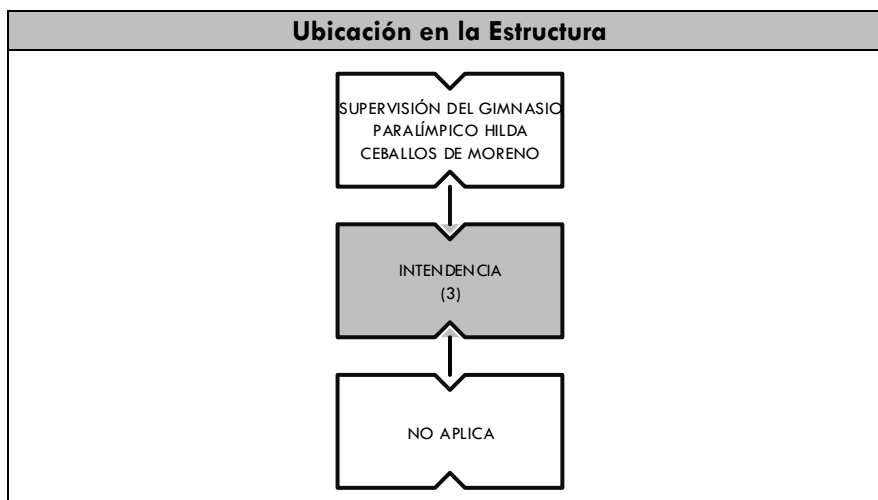 Ubicación en la Estructura
SUPERVISIÓN DEL GIMNASIO
PARALÍMPICO HILDA
CEBALLOS DE MORENO
INTENDENCIA
(3)
NO APLICA